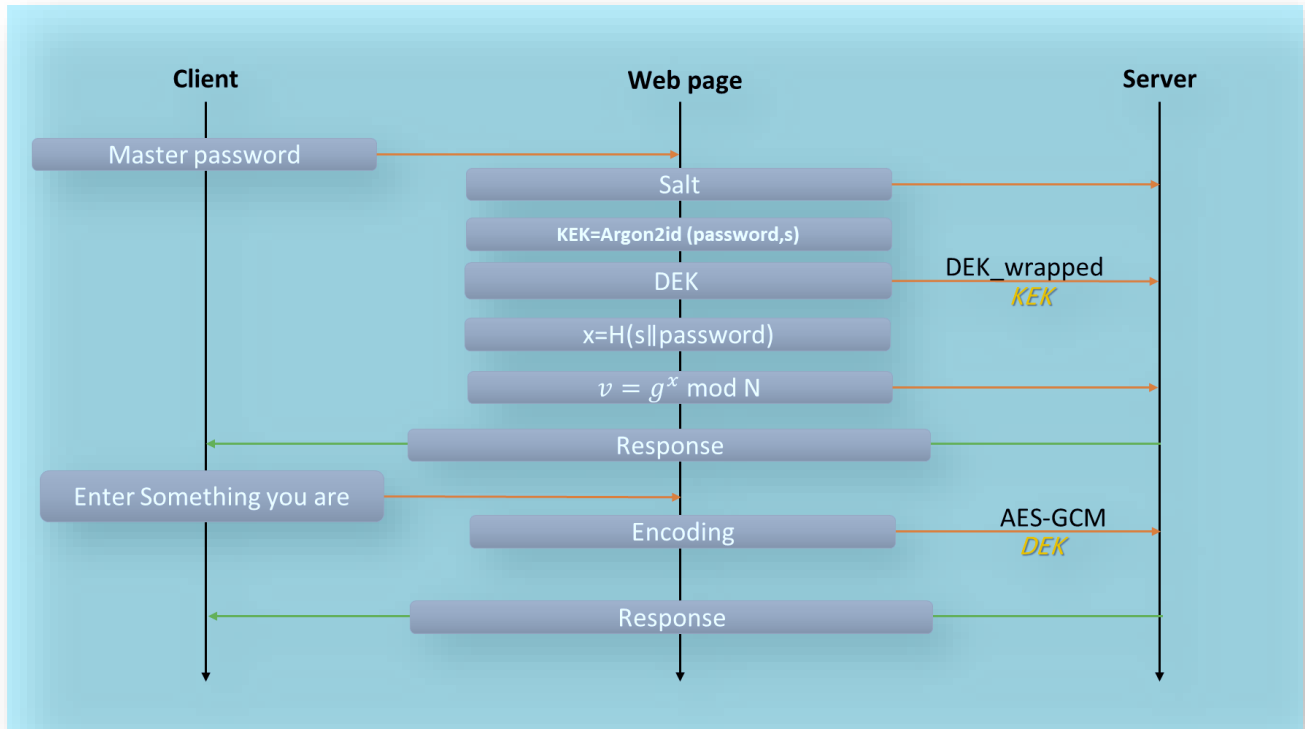 Client
Web page
Server
Master password
Salt
KEK=Argon2id (password,s)
DEK
DEK_wrapped
KEK
x=H(s∥password)
𝑣 = 𝑔ˣ mod N
Response
Enter Something you are
Encoding
AES-GCM
DEK
Response